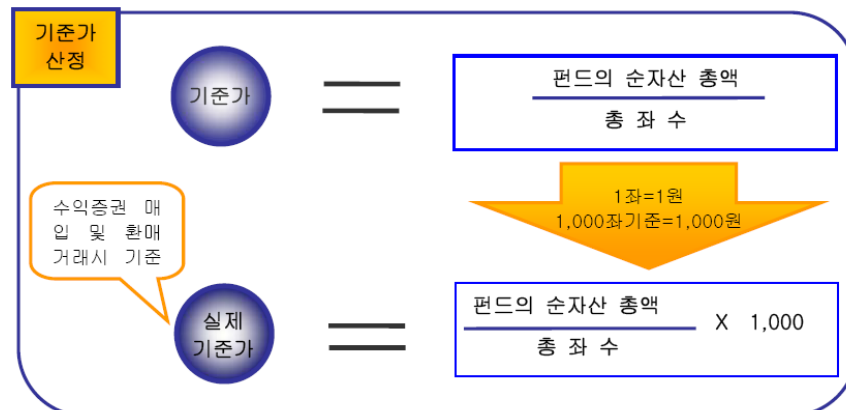 기준가
산정
기준가
펀드의 순자산 총액
총 좌 수
1좌=1원
1,000좌기준=1,000원
수익증권 매
입 및 환매
거래시 기준
실제
기준가
펀드의 순자산 총액
X 1,000
총 좌 수